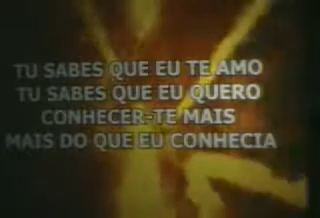 TU SABES QUE EU TE AMO
TU SABES QUE EU QUERO
CONHECER-TE MAIS
MAIS DO QUE EU CONHECIA